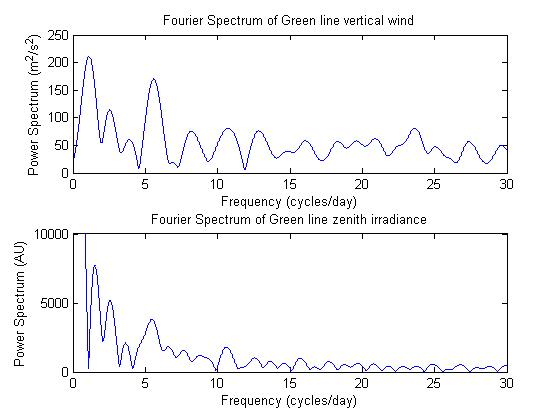 Fourier Spectrum of Green line vertical wind
Power Spectrum (m²/s²)
250
200
150
100
50
0
0 5 10 15 20 25 30
Frequency (cycles/day)
Fourier Spectrum of Green line zenith irradiance
Power Spectrum (AU)
10000
5000
0
0 5 10 15 20 25 30
Frequency (cycles/day)